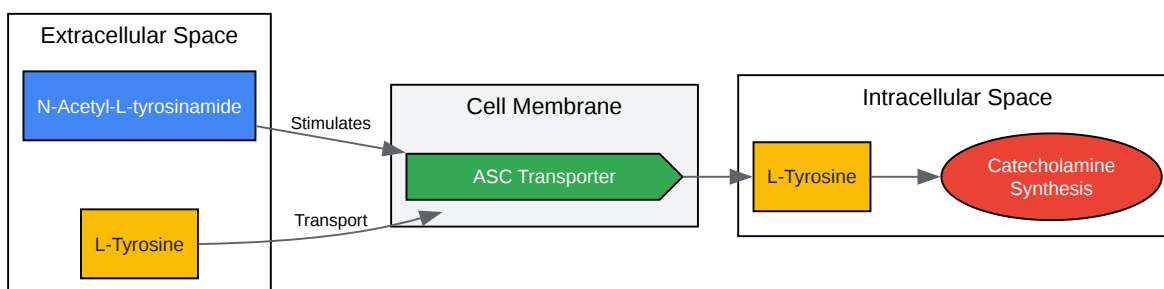 Extracellular Space
N-Acetyl-L-tyrosinamide
L-Tyrosine
Stimulates
Transport
Cell Membrane
ASC Transporter
Intracellular Space
L-Tyrosine
Catecholamine
Synthesis